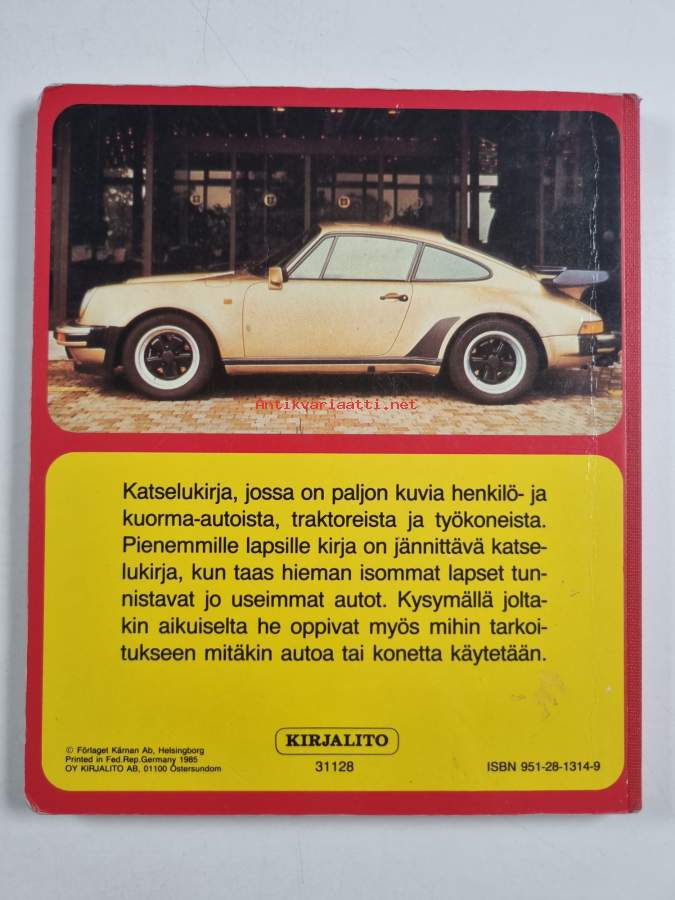 Antikvariaatti.net
Katselukirja, jossa on paljon kuvia henkilö- ja
kuorma-autoista, traktoreista ja työkoneista.
Pienemmille lapsille kirja on jännittävä katse-
lukirja, kun taas hieman isommat lapset tun-
nistavat jo useimmat autot. Kysymällä jolta-
kin aikuiselta he oppivat myös mihin tarkoi-
tukseen mitäkin autoa tai konetta käytetään.
© Förlaget Kärnan Ab, Helsingborg
Printed in Fed.Rep.Germany 1985
OY KIRJALITO AB, 01100 Östersundom
KIRJALITO
31128
ISBN 951-28-1314-9